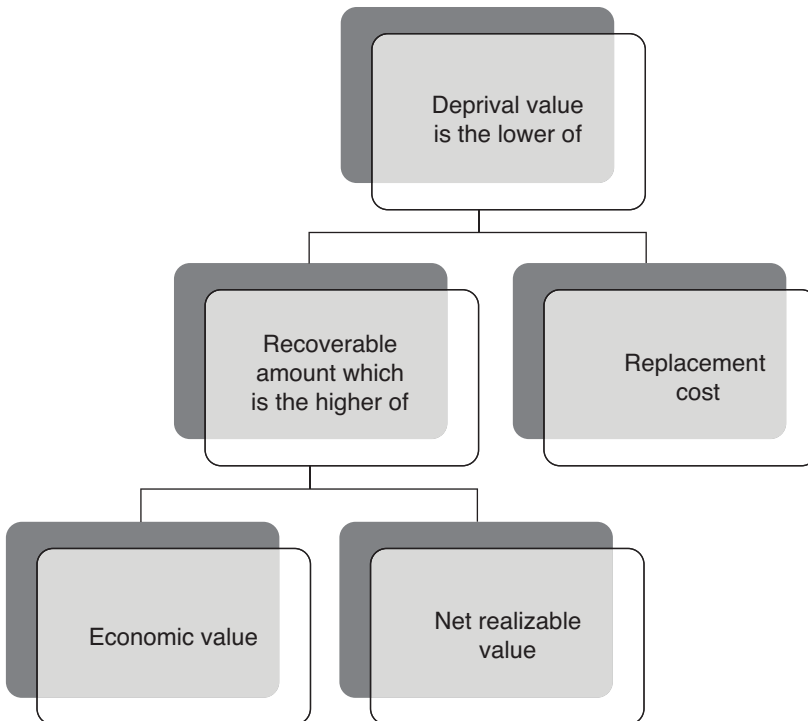 Deprival value
is the lower of
Recoverable
amount which
is the higher of
Replacement
cost
Economic value
Net realizable
value